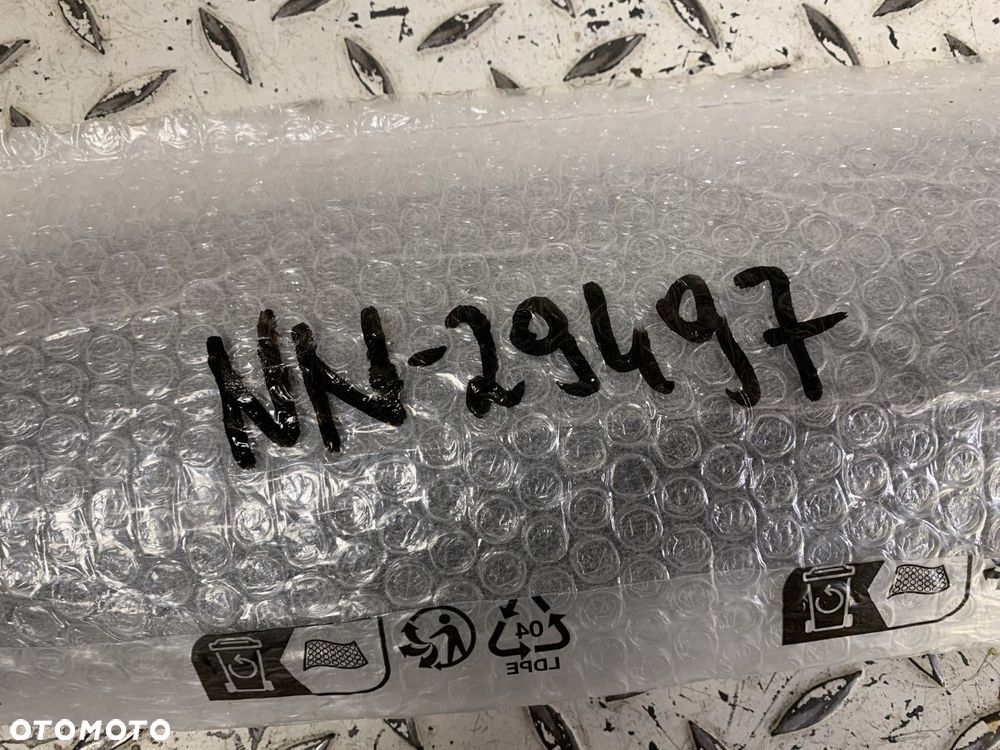 NN-29497
04
LDPE
OTOMOTO